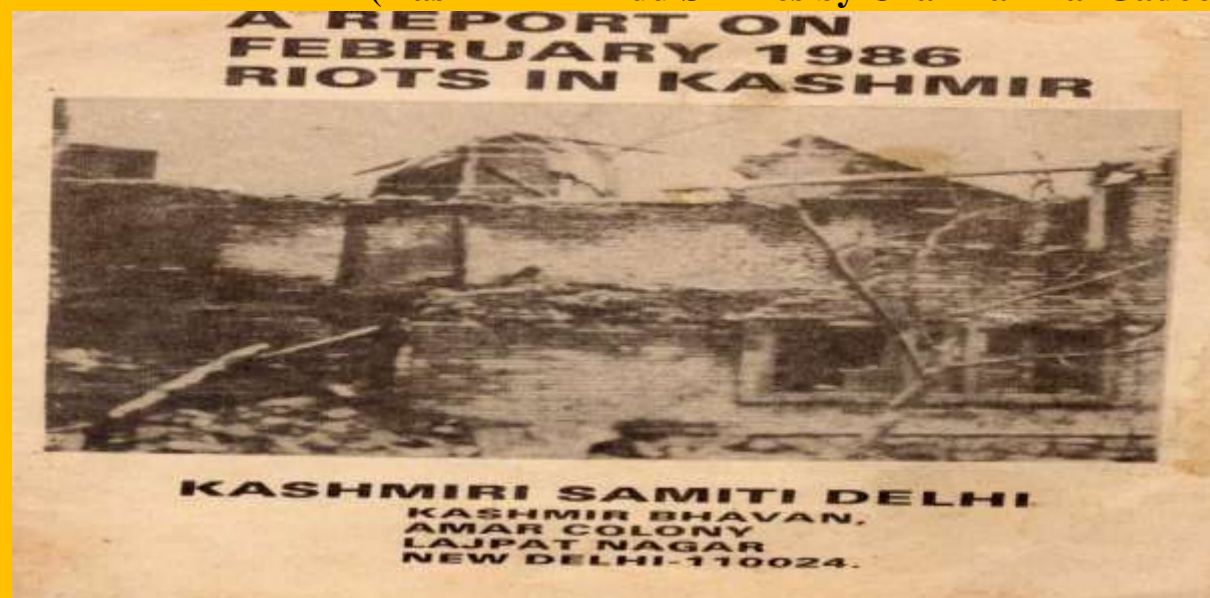 by
A REPORT ON
FEBRUARY 1986
RIOTS IN KASHMIR
KASHMIRI SAMITI DELHI
KASHMIR BHAVAN,
AMAR COLONY
LAJPAT NAGAR
NEW DELHI-110024.